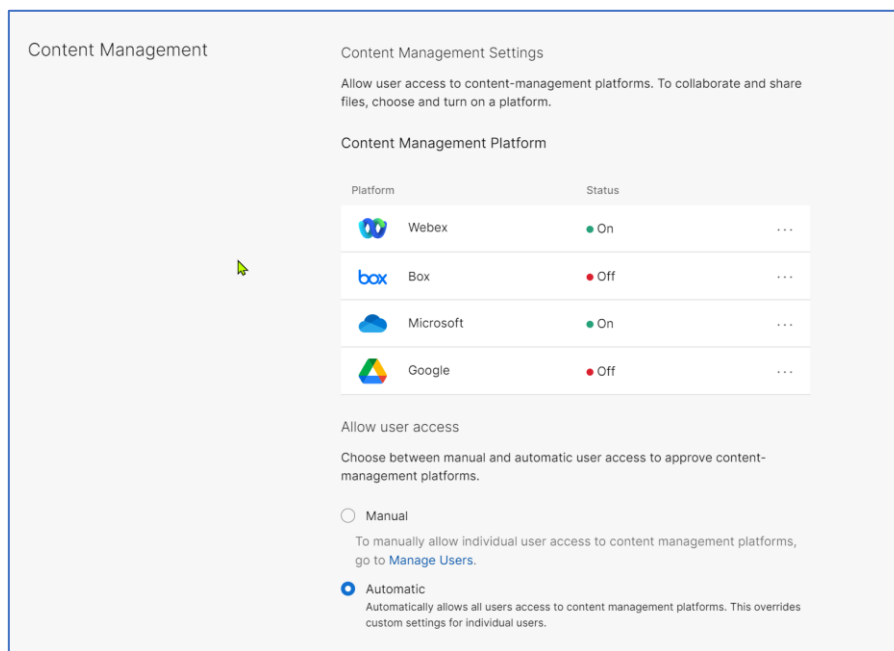 Content Management
Content Management Settings
Allow user access to content-management platforms. To collaborate and share
files, choose and turn on a platform.
Content Management Platform
Platform Status
Webex On ...
box Box Off ...
Microsoft On ...
Google Off ...
Allow user access
Choose between manual and automatic user access to approve content-
management platforms.
Manual
To manually allow individual user access to content management platforms,
go to Manage Users.
Automatic
Automatically allows all users access to content management platforms. This overrides
custom settings for individual users.